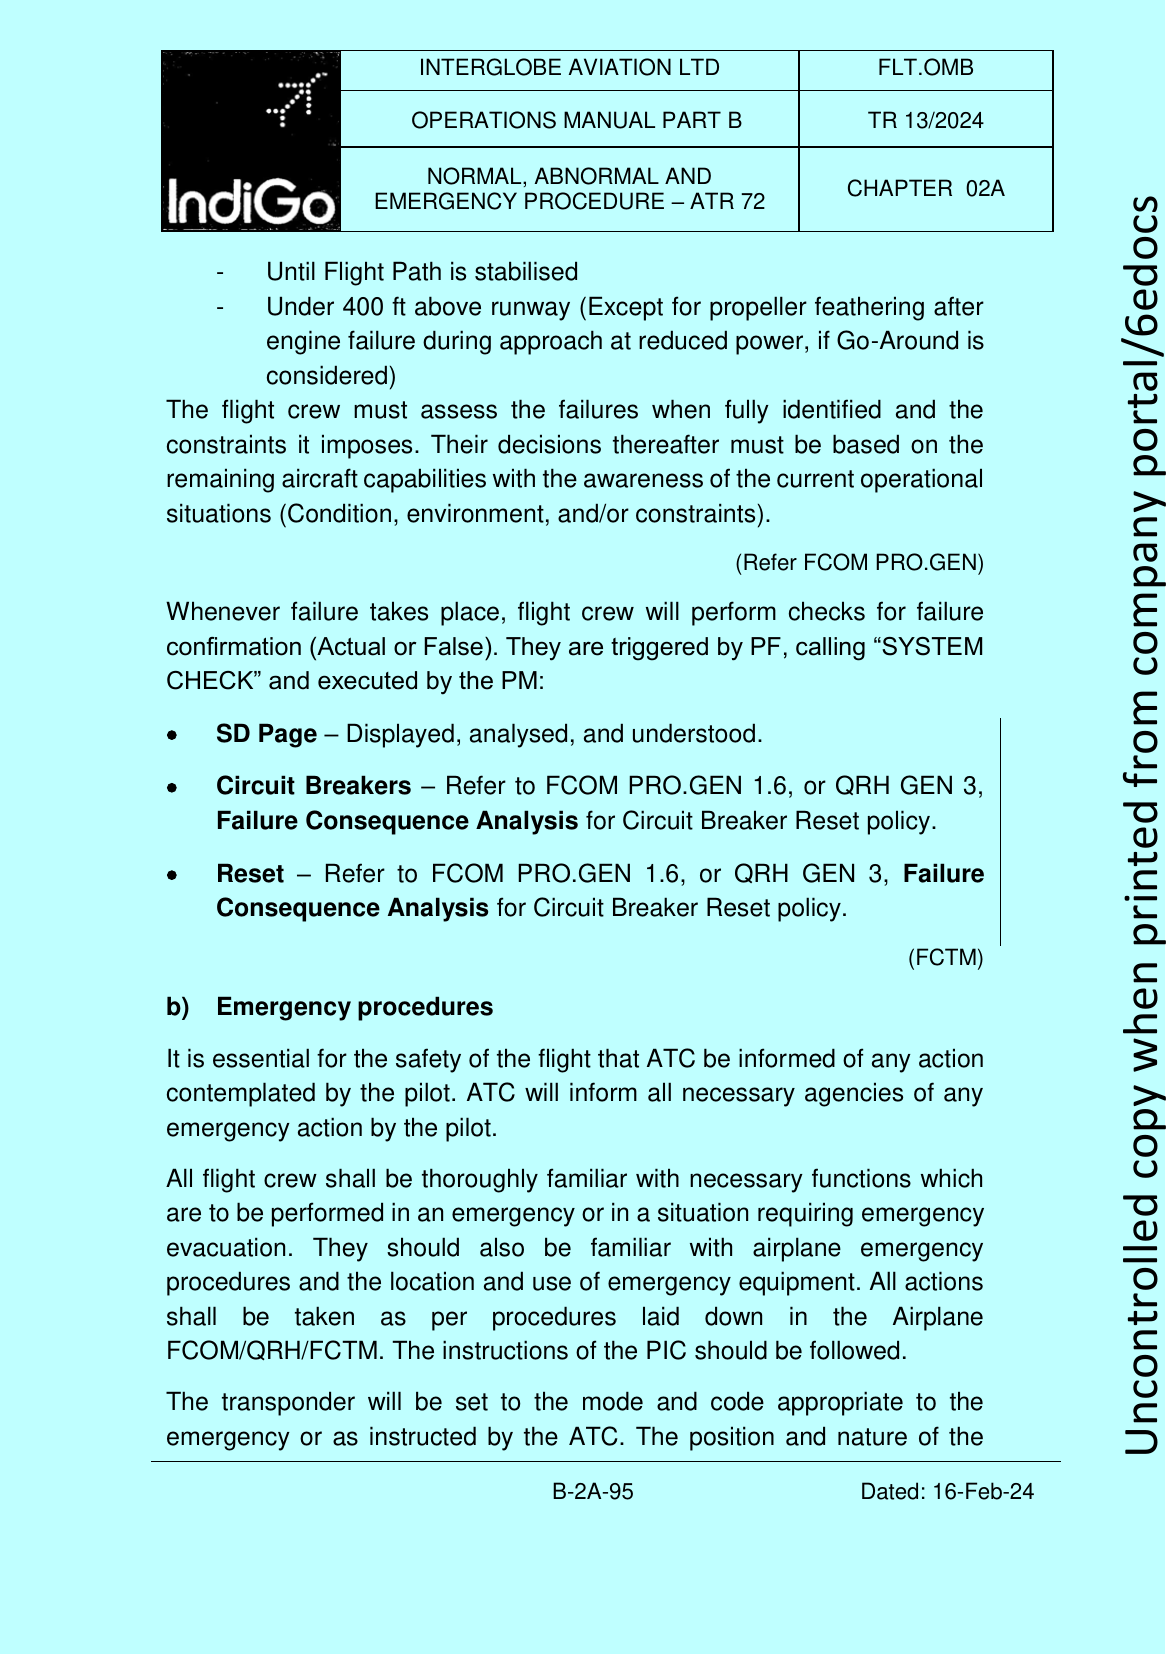 IndiGo
INTERGLOBE AVIATION LTD
FLT.OMB
OPERATIONS MANUAL PART B
TR 13/2024
NORMAL, ABNORMAL AND
EMERGENCY PROCEDURE – ATR 72
CHAPTER 02A
- Until Flight Path is stabilised
- Under 400 ft above runway (Except for propeller feathering after
engine failure during approach at reduced power, if Go-Around is
considered)
The flight crew must assess the failures when fully identified and the
constraints it imposes. Their decisions thereafter must be based on the
remaining aircraft capabilities with the awareness of the current operational
situations (Condition, environment, and/or constraints).
(Refer FCOM PRO.GEN)
Whenever failure takes place, flight crew will perform checks for failure
confirmation (Actual or False). They are triggered by PF, calling “SYSTEM
CHECK” and executed by the PM:
• SD Page – Displayed, analysed, and understood.
• Circuit Breakers – Refer to FCOM PRO.GEN 1.6, or QRH GEN 3,
Failure Consequence Analysis for Circuit Breaker Reset policy.
• Reset – Refer to FCOM PRO.GEN 1.6, or QRH GEN 3, Failure
Consequence Analysis for Circuit Breaker Reset policy.
(FCTM)
b) Emergency procedures
It is essential for the safety of the flight that ATC be informed of any action
contemplated by the pilot. ATC will inform all necessary agencies of any
emergency action by the pilot.
All flight crew shall be thoroughly familiar with necessary functions which
are to be performed in an emergency or in a situation requiring emergency
evacuation. They should also be familiar with airplane emergency
procedures and the location and use of emergency equipment. All actions
shall be taken as per procedures laid down in the Airplane
FCOM/QRH/FCTM. The instructions of the PIC should be followed.
The transponder will be set to the mode and code appropriate to the
emergency or as instructed by the ATC. The position and nature of the
B-2A-95
Dated: 16-Feb-24
Uncontrolled copy when printed from company portal/6edocs